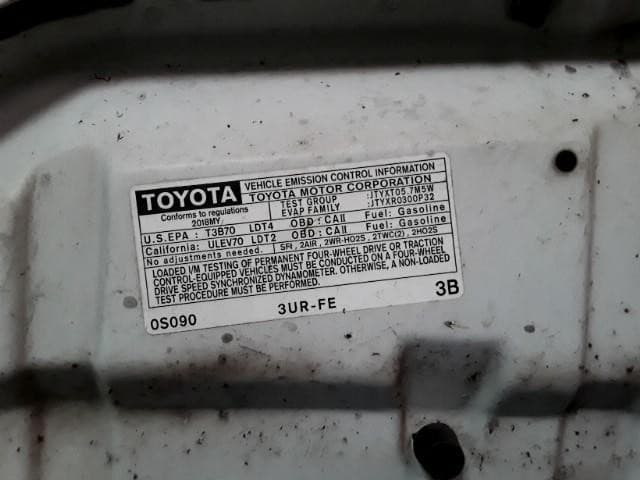 TOYOTA
VEHICLE EMISSION CONTROL INFORMATION
TOYOTA MOTOR CORPORATION
Conforms to regulations
2018MY
TEST GROUP : JTYXT05.7M5W
EVAP FAMILY : JTYXR0300P32
U.S.EPA : T3B70 LDT4 OBD : CAⅡ Fuel: Gasoline
California: ULEV70 LDT2 OBD : CAⅡ Fuel: Gasoline
No adjustments needed. SFI, 2AIR, 2WR-HO2S, 2TWC(2), 2HO2S
LOADED I/M TESTING OF PERMANENT FOUR-WHEEL DRIVE OR TRACTION
CONTROL-EQUIPPED VEHICLES MUST BE CONDUCTED ON A FOUR-WHEEL
DRIVE SPEED SYNCHRONIZED DYNAMOMETER. OTHERWISE, A NON-LOADED
TEST PROCEDURE MUST BE PERFORMED.
0S090 3UR-FE 3B